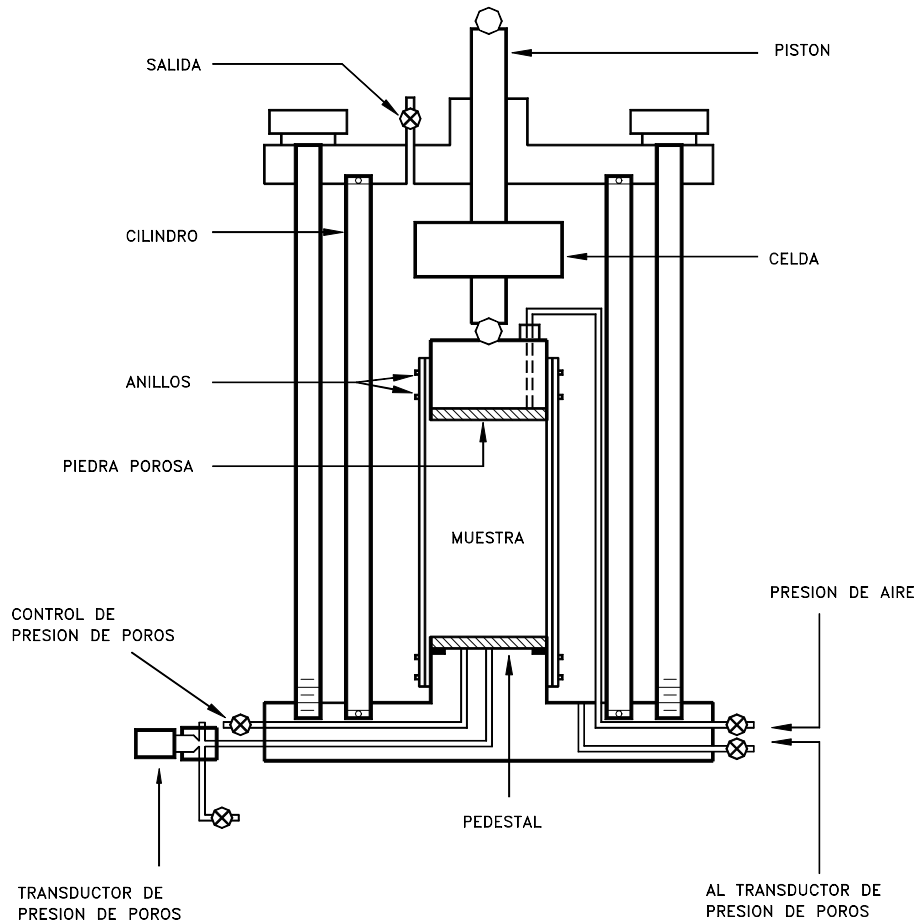 PISTON
SALIDA
CILINDRO
CELDA
ANILLOS
PIEDRA POROSA
MUESTRA
PRESION DE AIRE
CONTROL DE
PRESION DE POROS
PEDESTAL
TRANSDUCTOR DE
PRESION DE POROS
AL TRANSDUCTOR DE
PRESION DE POROS